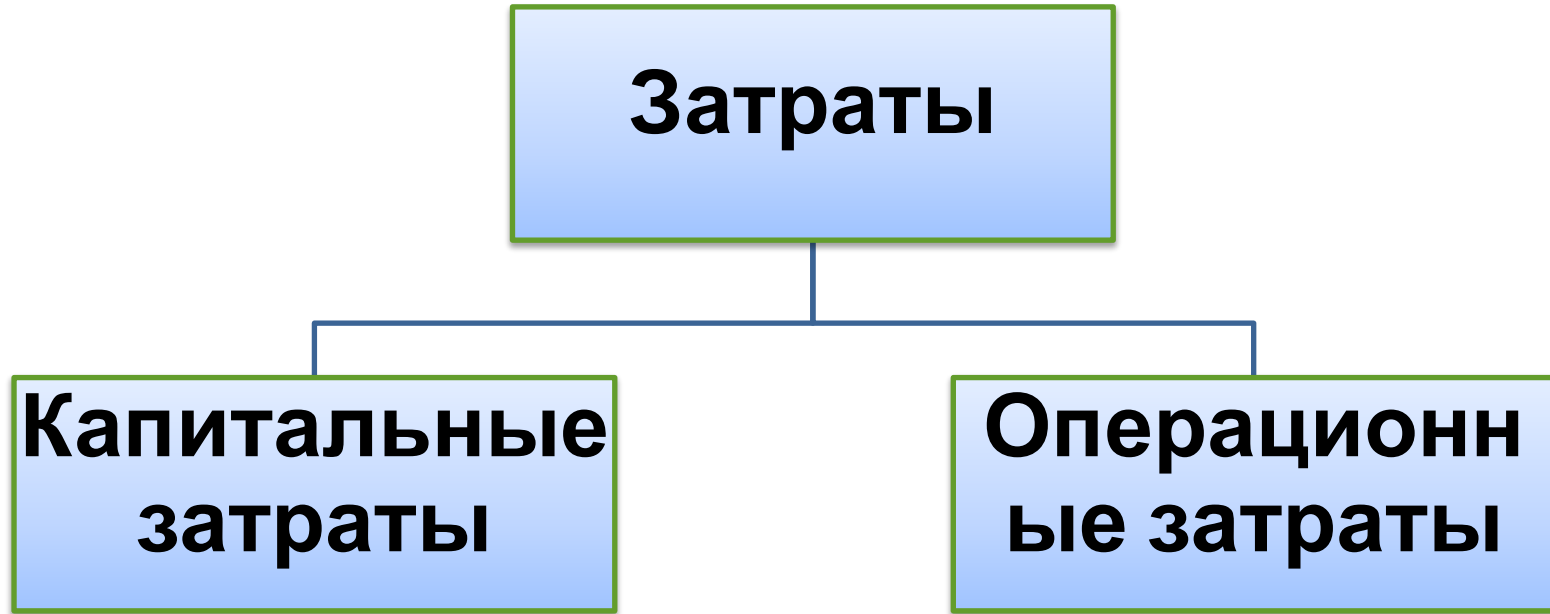 Затраты
Капитальные
затраты
Операционн
ые затраты